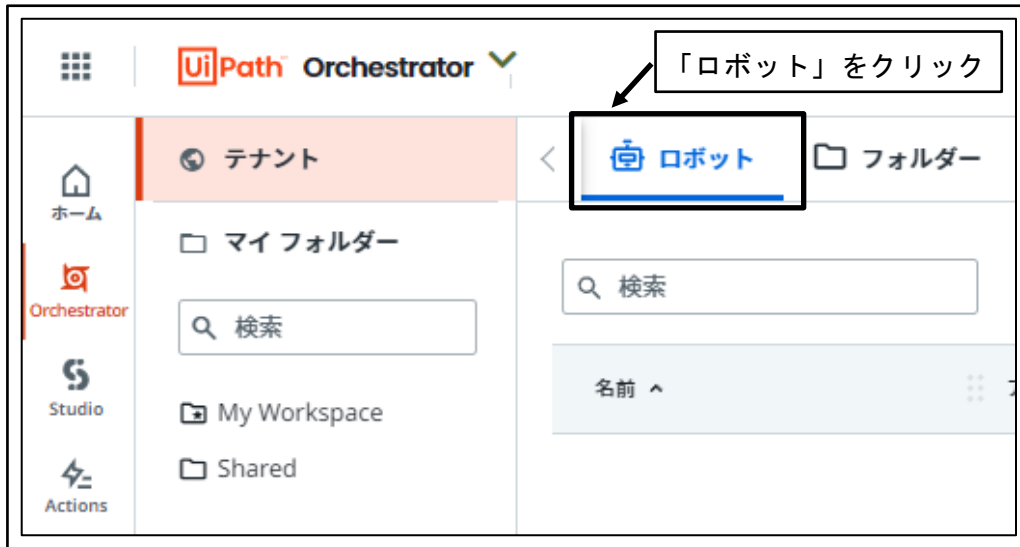 UiPath Orchestrator
「ロボット」をクリック
ホーム
Orchestrator
Studio
Actions
テナント
マイ フォルダー
検索
My Workspace
Shared
ロボット
フォルダー
検索
名前